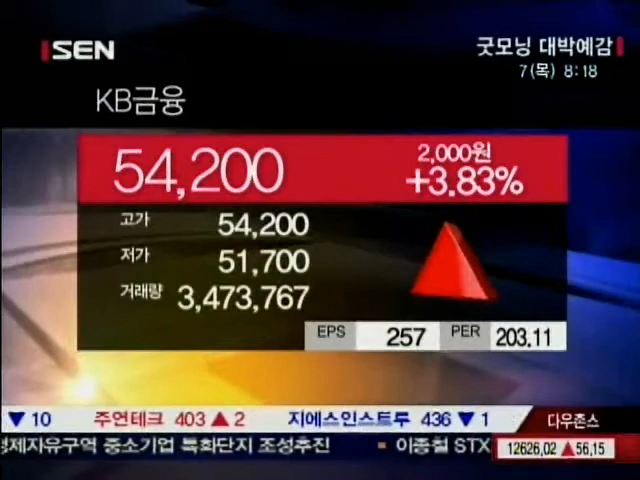 SEN
굿모닝 대박예감
7(목) 8:18
KB금융
54,200
2,000원
+3.83%
고가 54,200
저가 51,700
거래량 3,473,767
EPS 257 PER 203.11
▼ 10 주연테크 403 ▲ 2 지에스인스트루 436 ▼ 1 다우존스
경제자유구역 중소기업 특화단지 조성추진 ▪ 이종철 STX 12626,02 ▲56,15